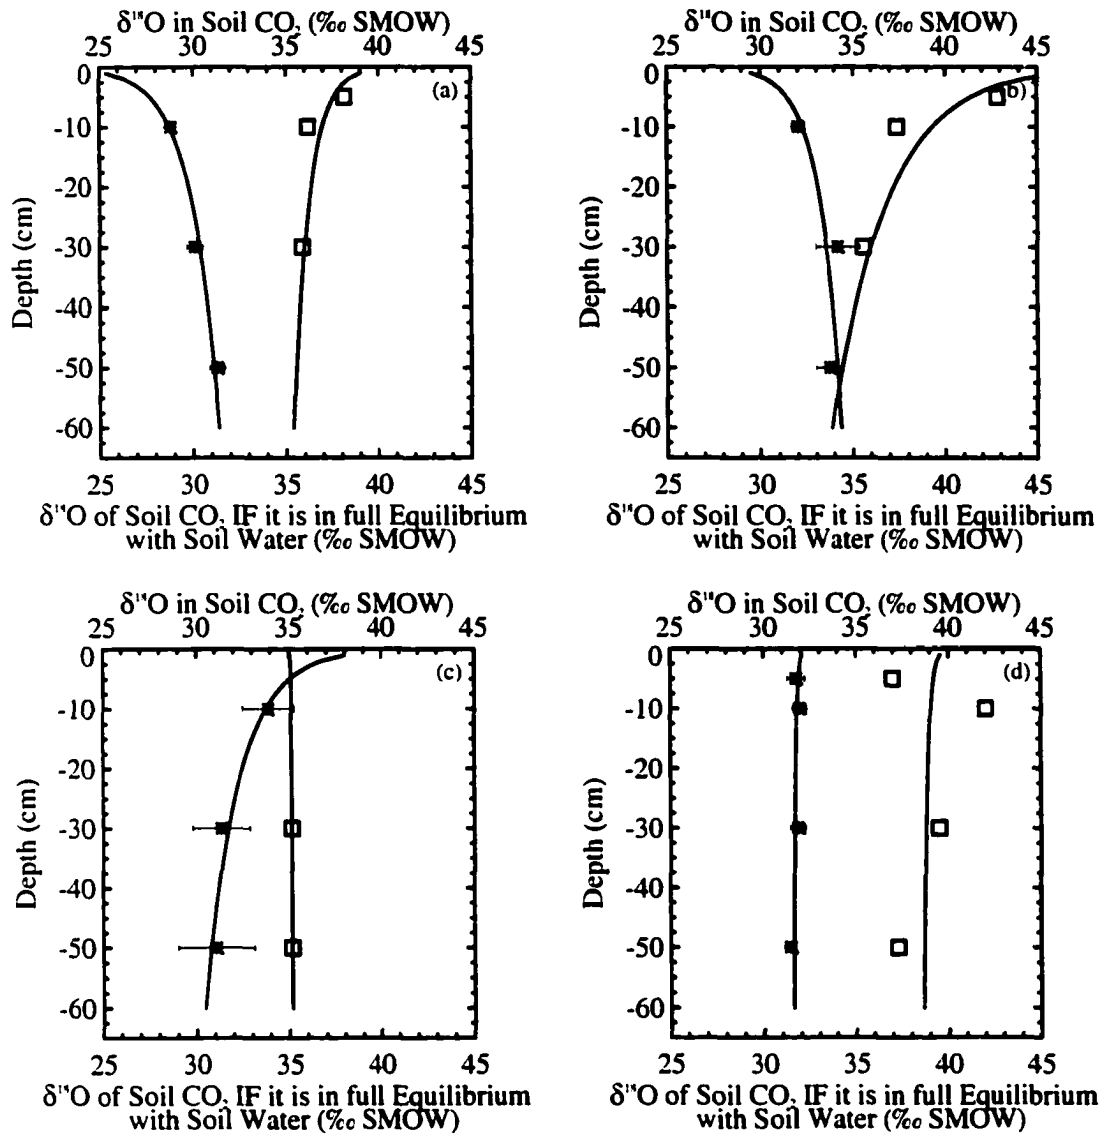 δ¹⁸O in Soil CO₂ (‰ SMOW)
25 30 35 40 45
0
-10
-20
-30
-40
-50
-60
Depth (cm)
(a)
25 30 35 40 45
δ¹⁸O of Soil CO₂ IF it is in full Equilibrium
with Soil Water (‰ SMOW)
δ¹⁸O in Soil CO₂ (‰ SMOW)
25 30 35 40 45
0
-10
-20
-30
-40
-50
-60
Depth (cm)
b)
25 30 35 40 45
δ¹⁸O of Soil CO₂ IF it is in full Equilibrium
with Soil Water (‰ SMOW)
δ¹⁸O in Soil CO₂ (‰ SMOW)
25 30 35 40 45
0
-10
-20
-30
-40
-50
-60
Depth (cm)
(c)
25 30 35 40 45
δ¹⁸O of Soil CO₂ IF it is in full Equilibrium
with Soil Water (‰ SMOW)
δ¹⁸O in Soil CO₂ (‰ SMOW)
25 30 35 40 45
0
-10
-20
-30
-40
-50
-60
Depth (cm)
(d)
25 30 35 40 45
δ¹⁸O of Soil CO₂ IF it is in full Equilibrium
with Soil Water (‰ SMOW)